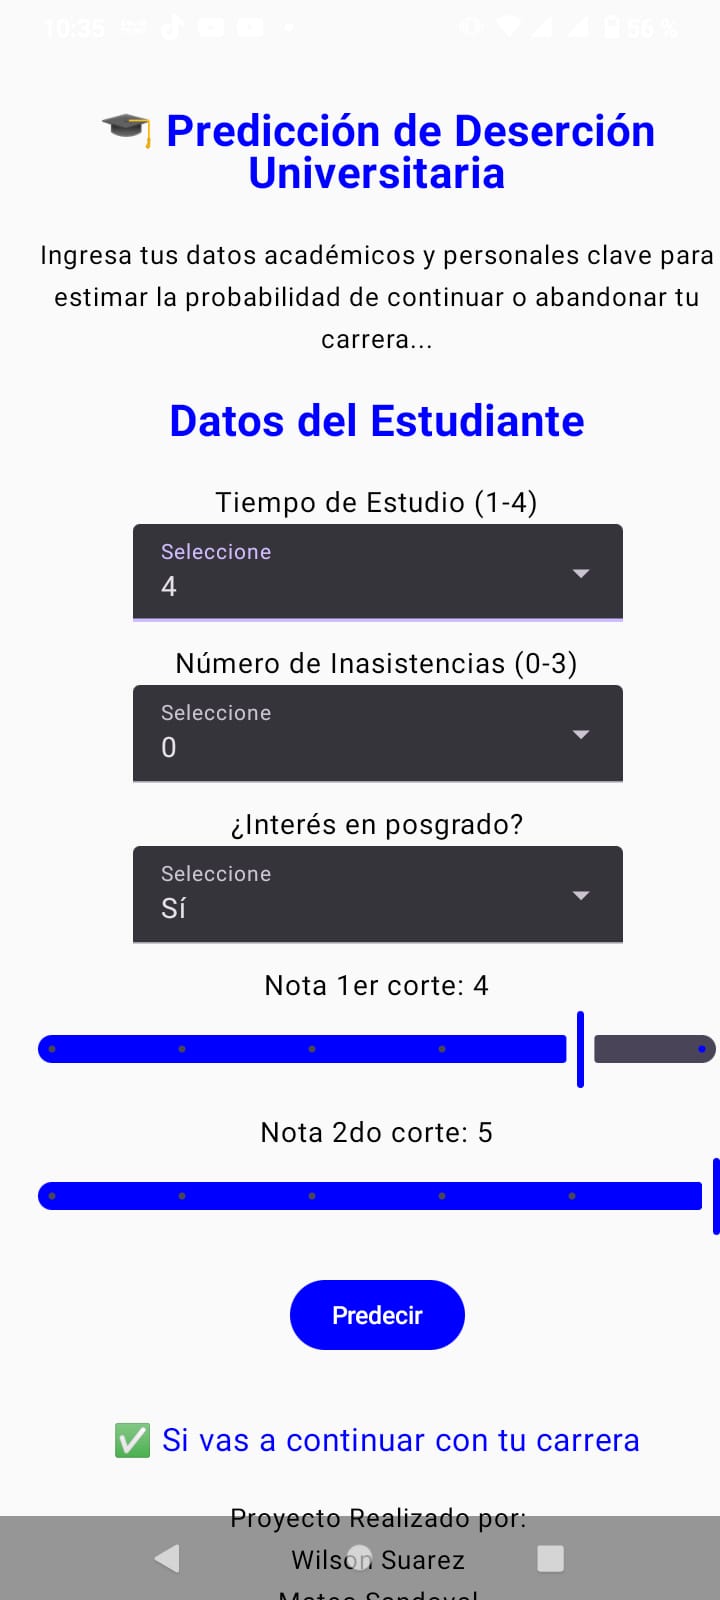 10:35
56 %
🎓 Predicción de Deserción
Universitaria
Ingresa tus datos académicos y personales clave para
estimar la probabilidad de continuar o abandonar tu
carrera...
Datos del Estudiante
Tiempo de Estudio (1-4)
Seleccione
4
Número de Inasistencias (0-3)
Seleccione
0
¿Interés en posgrado?
Seleccione
Sí
Nota 1er corte: 4
Nota 2do corte: 5
Predecir
✅ Si vas a continuar con tu carrera
Proyecto Realizado por:
Wilson Suarez
Mateo Sandoval